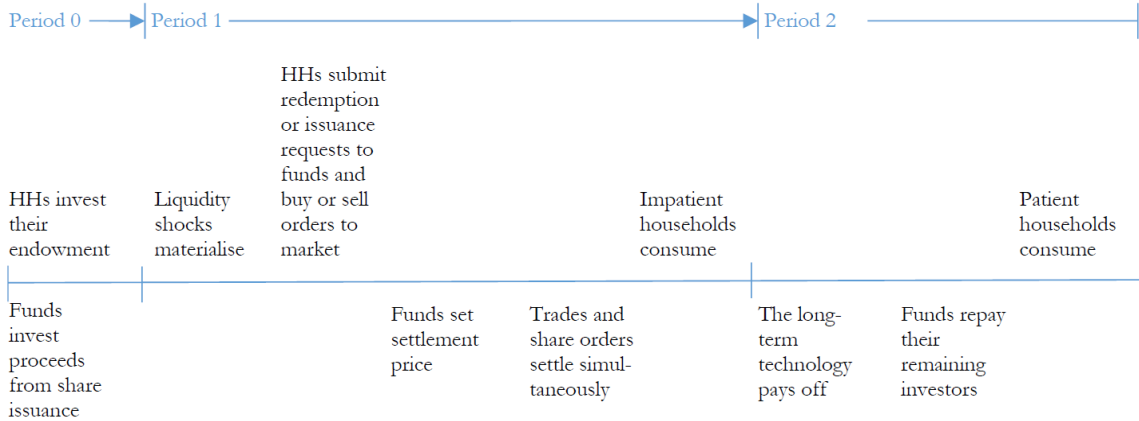 Period 0
Period 1
Period 2
HHs invest
their
endowment
Liquidity
shocks
materialise
HHs submit
redemption
or issuance
requests to
funds and
buy or sell
orders to
market
Impatient
households
consume
Patient
households
consume
Funds
invest
proceeds
from share
issuance
Funds set
settlement
price
Trades and
share orders
settle simul-
taneously
The long-
term
technology
pays off
Funds repay
their
remaining
investors